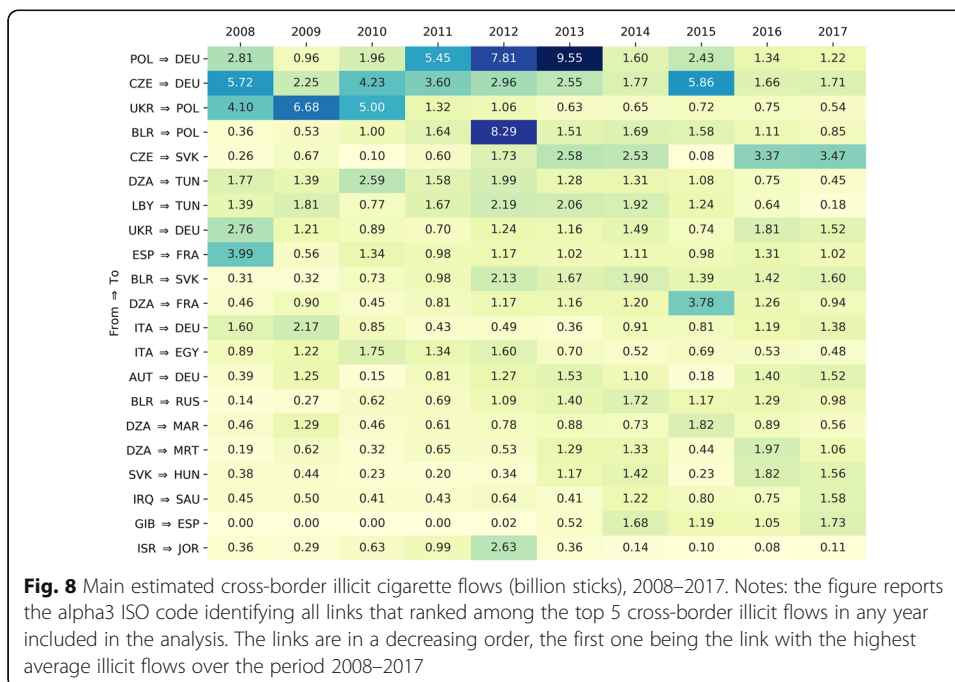 2008 2009 2010 2011 2012 2013 2014 2015 2016 2017
From ⇒ To
POL ⇒ DEU 2.81 0.96 1.96 5.45 7.81 9.55 1.60 2.43 1.34 1.22
CZE ⇒ DEU 5.72 2.25 4.23 3.60 2.96 2.55 1.77 5.86 1.66 1.71
UKR ⇒ POL 4.10 6.68 5.00 1.32 1.06 0.63 0.65 0.72 0.75 0.54
BLR ⇒ POL 0.36 0.53 1.00 1.64 8.29 1.51 1.69 1.58 1.11 0.85
CZE ⇒ SVK 0.26 0.67 0.10 0.60 1.73 2.58 2.53 0.08 3.37 3.47
DZA ⇒ TUN 1.77 1.39 2.59 1.58 1.99 1.28 1.31 1.08 0.75 0.45
LBY ⇒ TUN 1.39 1.81 0.77 1.67 2.19 2.06 1.92 1.24 0.64 0.18
UKR ⇒ DEU 2.76 1.21 0.89 0.70 1.24 1.16 1.49 0.74 1.81 1.52
ESP ⇒ FRA 3.99 0.56 1.34 0.98 1.17 1.02 1.11 0.98 1.31 1.02
BLR ⇒ SVK 0.31 0.32 0.73 0.98 2.13 1.67 1.90 1.39 1.42 1.60
DZA ⇒ FRA 0.46 0.90 0.45 0.81 1.17 1.16 1.20 3.78 1.26 0.94
ITA ⇒ DEU 1.60 2.17 0.85 0.43 0.49 0.36 0.91 0.81 1.19 1.38
ITA ⇒ EGY 0.89 1.22 1.75 1.34 1.60 0.70 0.52 0.69 0.53 0.48
AUT ⇒ DEU 0.39 1.25 0.15 0.81 1.27 1.53 1.10 0.18 1.40 1.52
BLR ⇒ RUS 0.14 0.27 0.62 0.69 1.09 1.40 1.72 1.17 1.29 0.98
DZA ⇒ MAR 0.46 1.29 0.46 0.61 0.78 0.88 0.73 1.82 0.89 0.56
DZA ⇒ MRT 0.19 0.62 0.32 0.65 0.53 1.29 1.33 0.44 1.97 1.06
SVK ⇒ HUN 0.38 0.44 0.23 0.20 0.34 1.17 1.42 0.23 1.82 1.56
IRQ ⇒ SAU 0.45 0.50 0.41 0.43 0.64 0.41 1.22 0.80 0.75 1.58
GIB ⇒ ESP 0.00 0.00 0.00 0.00 0.02 0.52 1.68 1.19 1.05 1.73
ISR ⇒ JOR 0.36 0.29 0.63 0.99 2.63 0.36 0.14 0.10 0.08 0.11
Fig. 8 Main estimated cross-border illicit cigarette flows (billion sticks), 2008–2017. Notes: the figure reports
the alpha3 ISO code identifying all links that ranked among the top 5 cross-border illicit flows in any year
included in the analysis. The links are in a decreasing order, the first one being the link with the highest
average illicit flows over the period 2008–2017